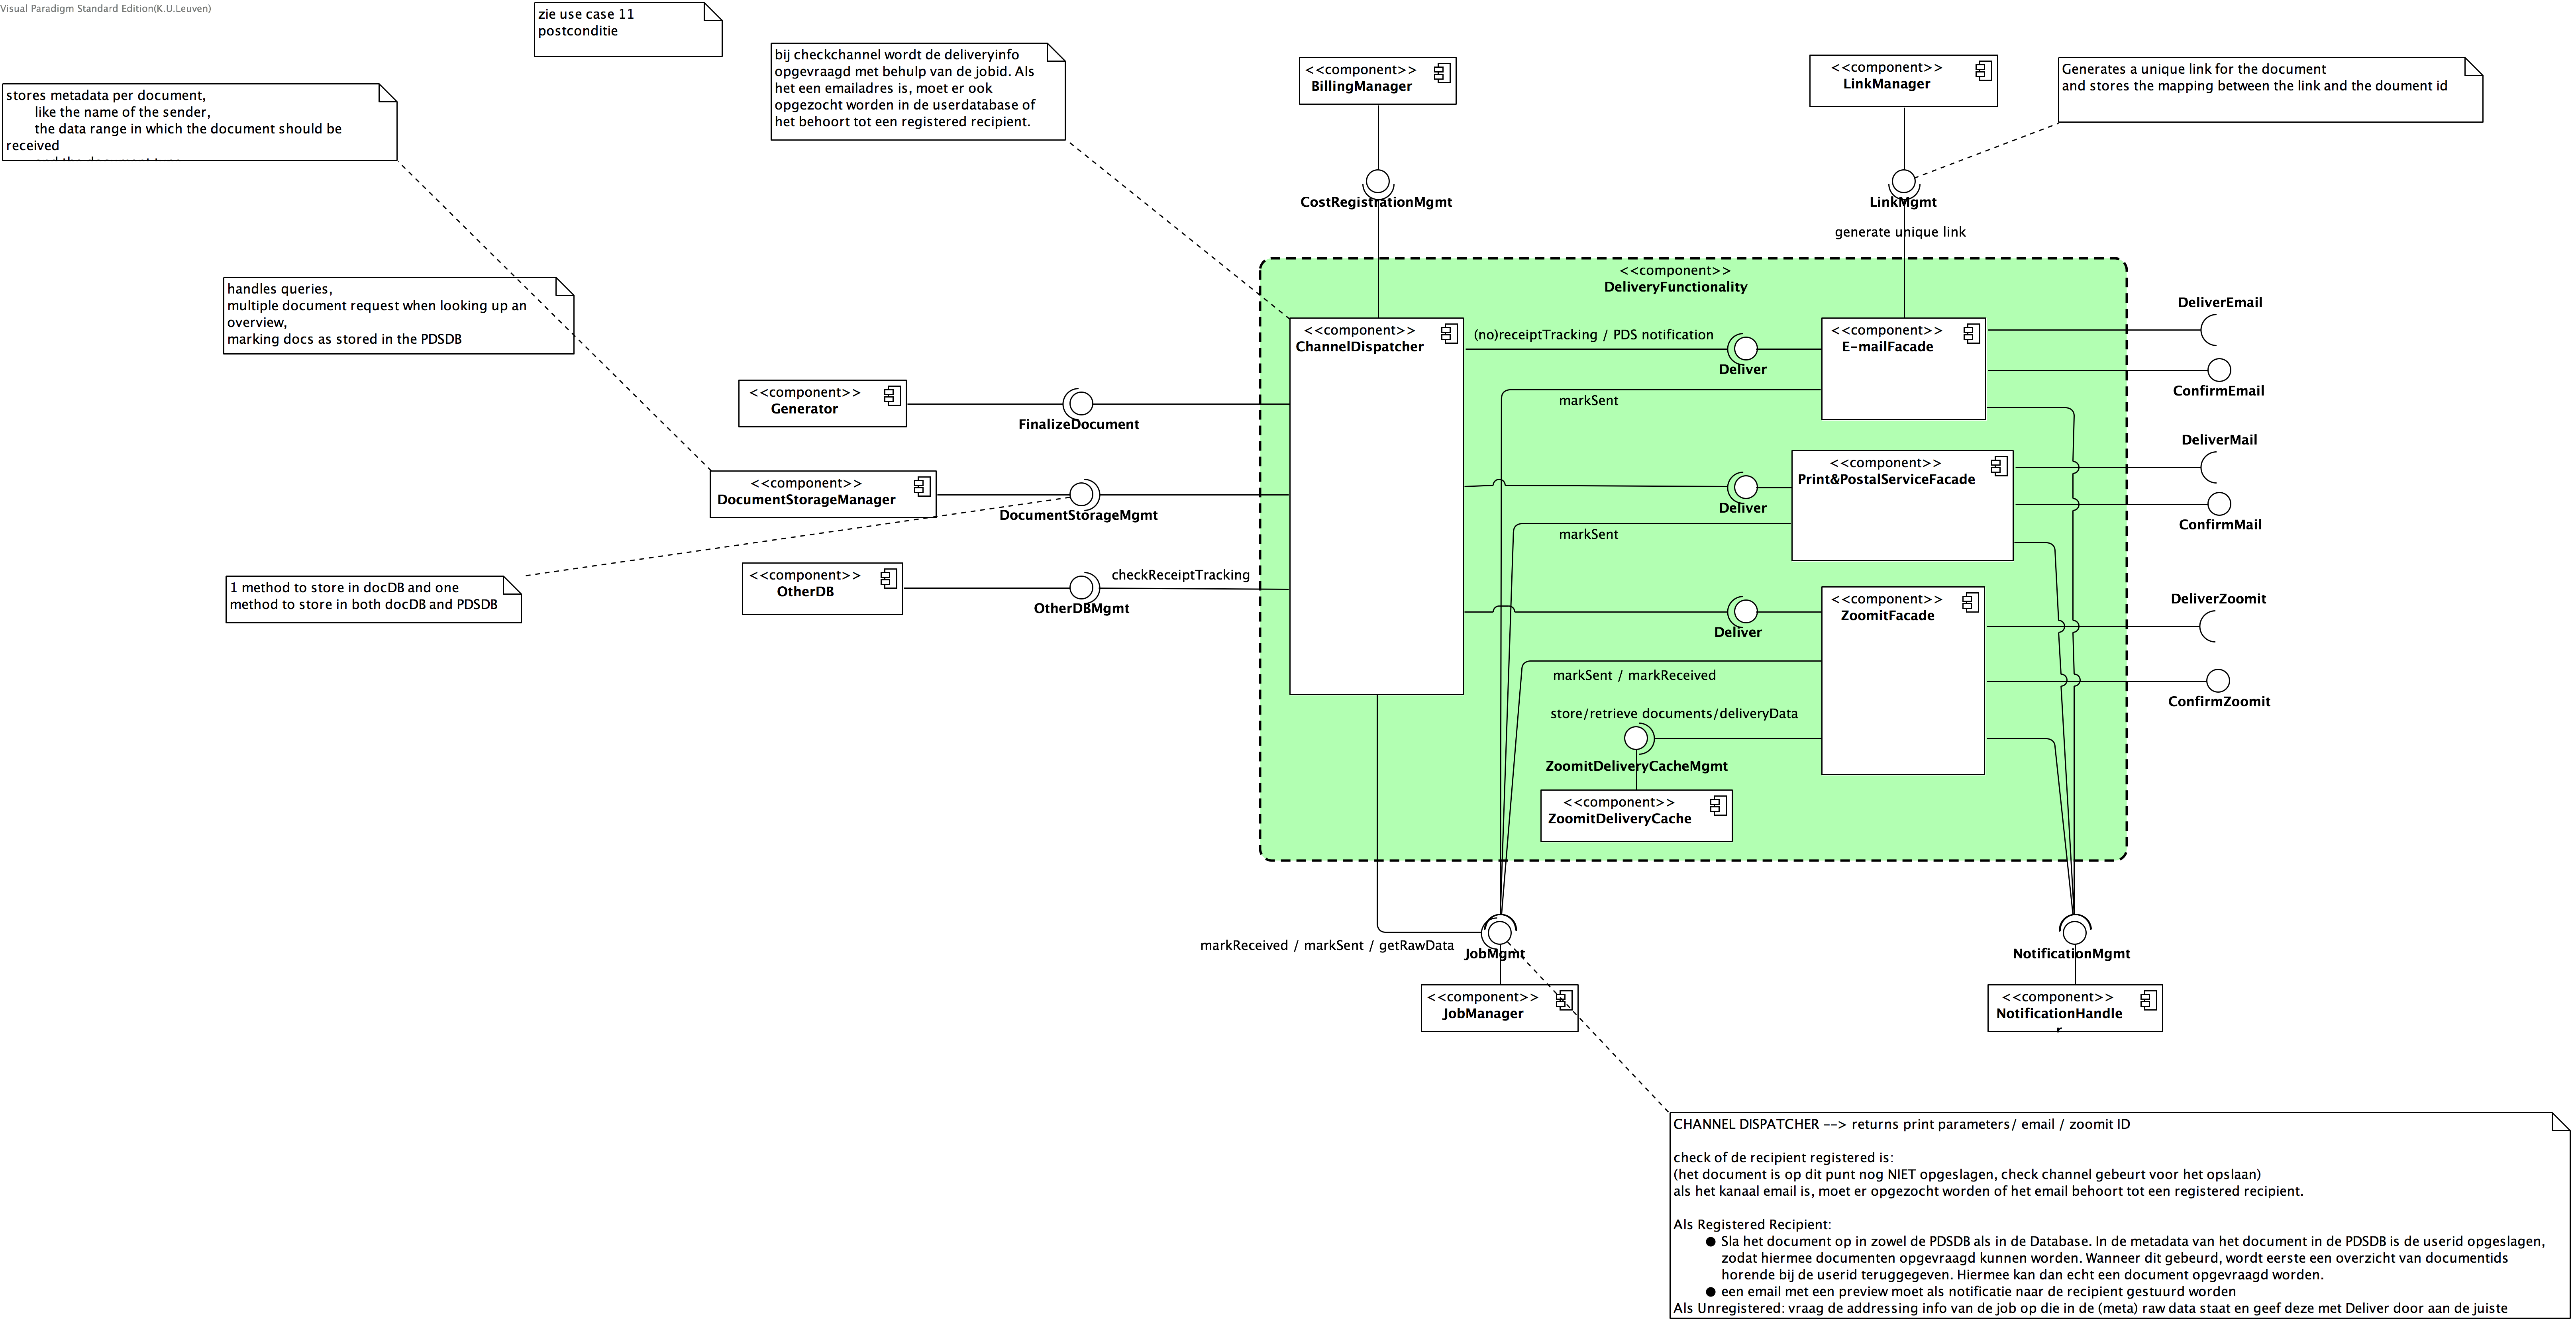 Visual Paradigm Standard Edition(K.U.Leuven)
zie use case 11
postconditie
bij checkchannel wordt de deliveryinfo
opgevraagd met behulp van de jobid. Als
het een emailadres is, moet er ook
opgezocht worden in de userdatabase of
het behoort tot een registered recipient.
<<component>>
BillingManager
<<component>>
LinkManager
Generates a unique link for the document
and stores the mapping between the link and the doument id
stores metadata per document,
like the name of the sender,
the data range in which the document should be
received
CostRegistrationMgmt
LinkMgmt
generate unique link
handles queries,
multiple document request when looking up an
overview,
marking docs as stored in the PDSDB
<<component>>
DeliveryFunctionality
<<component>>
ChannelDispatcher
(no)receiptTracking / PDS notification
Deliver
<<component>>
E-mailFacade
DeliverEmail
ConfirmEmail
markSent
<<component>>
Generator
FinalizeDocument
<<component>>
DocumentStorageManager
DocumentStorageMgmt
Deliver
<<component>>
Print&PostalServiceFacade
DeliverMail
ConfirmMail
markSent
1 method to store in docDB and one
method to store in both docDB and PDSDB
<<component>>
OtherDB
OtherDBMgmt
checkReceiptTracking
Deliver
<<component>>
ZoomitFacade
DeliverZoomit
ConfirmZoomit
markSent / markReceived
store/retrieve documents/deliveryData
ZoomitDeliveryCacheMgmt
<<component>>
ZoomitDeliveryCache
markReceived / markSent / getRawData
JobMgmt
NotificationMgmt
<<component>>
JobManager
<<component>>
NotificationHandle
r
CHANNEL DISPATCHER --> returns print parameters/ email / zoomit ID
check of de recipient registered is:
(het document is op dit punt nog NIET opgeslagen, check channel gebeurt voor het opslaan)
als het kanaal email is, moet er opgezocht worden of het email behoort tot een registered recipient.
Als Registered Recipient:
● Sla het document op in zowel de PDSDB als in de Database. In de metadata van het document in de PDSDB is de userid opgeslagen,
zodat hiermee documenten opgevraagd kunnen worden. Wanneer dit gebeurd, wordt eerste een overzicht van documentids
horende bij de userid teruggegeven. Hiermee kan dan echt een document opgevraagd worden.
● een email met een preview moet als notificatie naar de recipient gestuurd worden
Als Unregistered: vraag de addressing info van de job op die in de (meta) raw data staat en geef deze met Deliver door aan de juiste